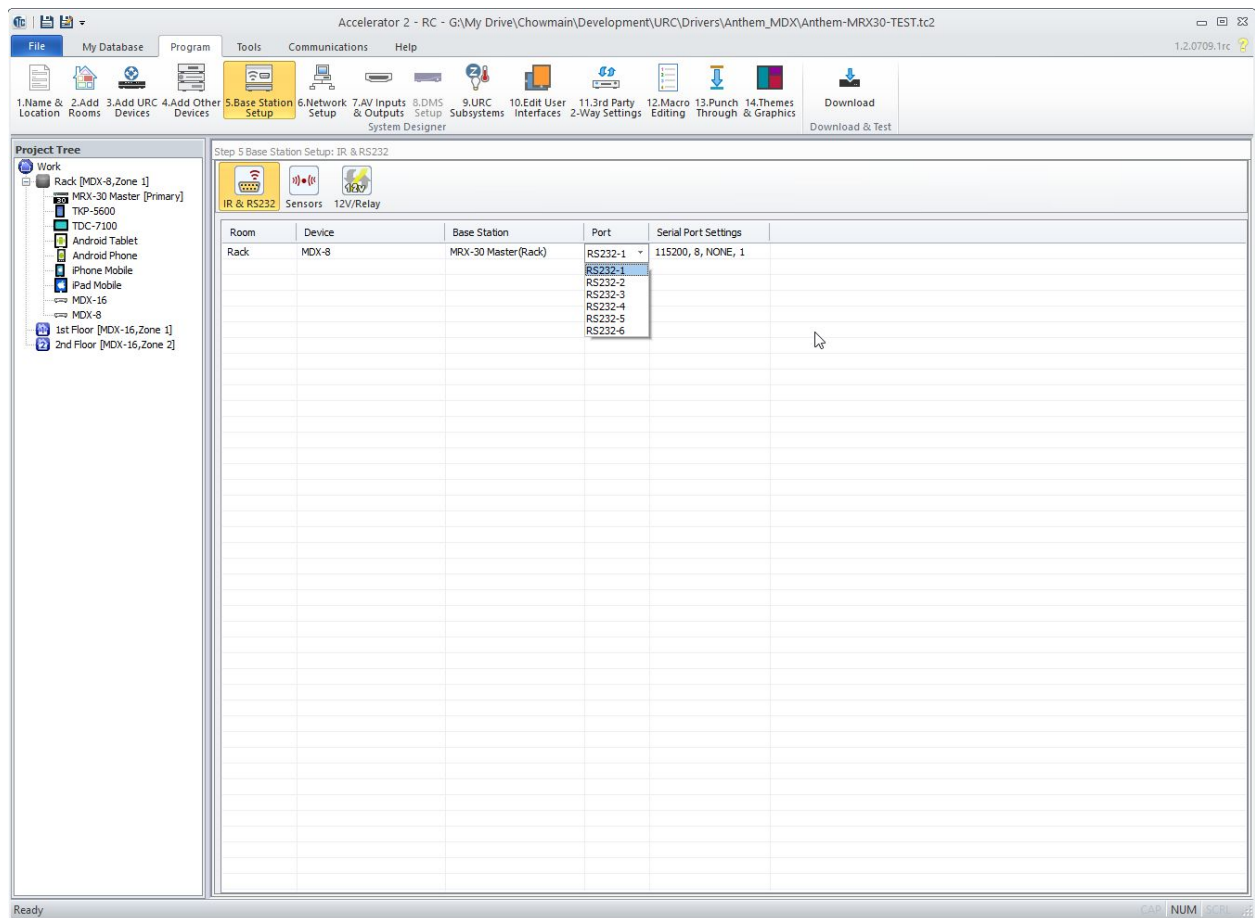 TC
Accelerator 2 - RC - G:\My Drive\Chowmain\Development\URC\Drivers\Anthem_MDX\Anthem-MRX30-TEST.tc2
File My Database Program Tools Communications Help 1.2.0709.1rc
1.Name & Location
2.Add Rooms
3.Add URC Devices
4.Add Other Devices
5.Base Station Setup
6.Network Setup
7.AV Inputs & Outputs
8.DMS Setup
9.URC Subsystems
10.Edit User Interfaces
11.3rd Party 2-Way Settings
12.Macro Editing
13.Punch Through
14.Themes & Graphics
Download
System Designer Download & Test
Project Tree
Work
Rack [MDX-8,Zone 1]
30 MRX-30 Master [Primary]
TKP-5600
TDC-7100
Android Tablet
Android Phone
iPhone Mobile
iPad Mobile
MDX-16
MDX-8
1 1st Floor [MDX-16,Zone 1]
2 2nd Floor [MDX-16,Zone 2]
Step 5 Base Station Setup: IR & RS232
IR & RS232 Sensors 12V/Relay
Room Device Base Station Port Serial Port Settings
Rack MDX-8 MRX-30 Master(Rack) RS232-1 115200, 8, NONE, 1
RS232-1
RS232-2
RS232-3
RS232-4
RS232-5
RS232-6
Ready CAP NUM SCRL